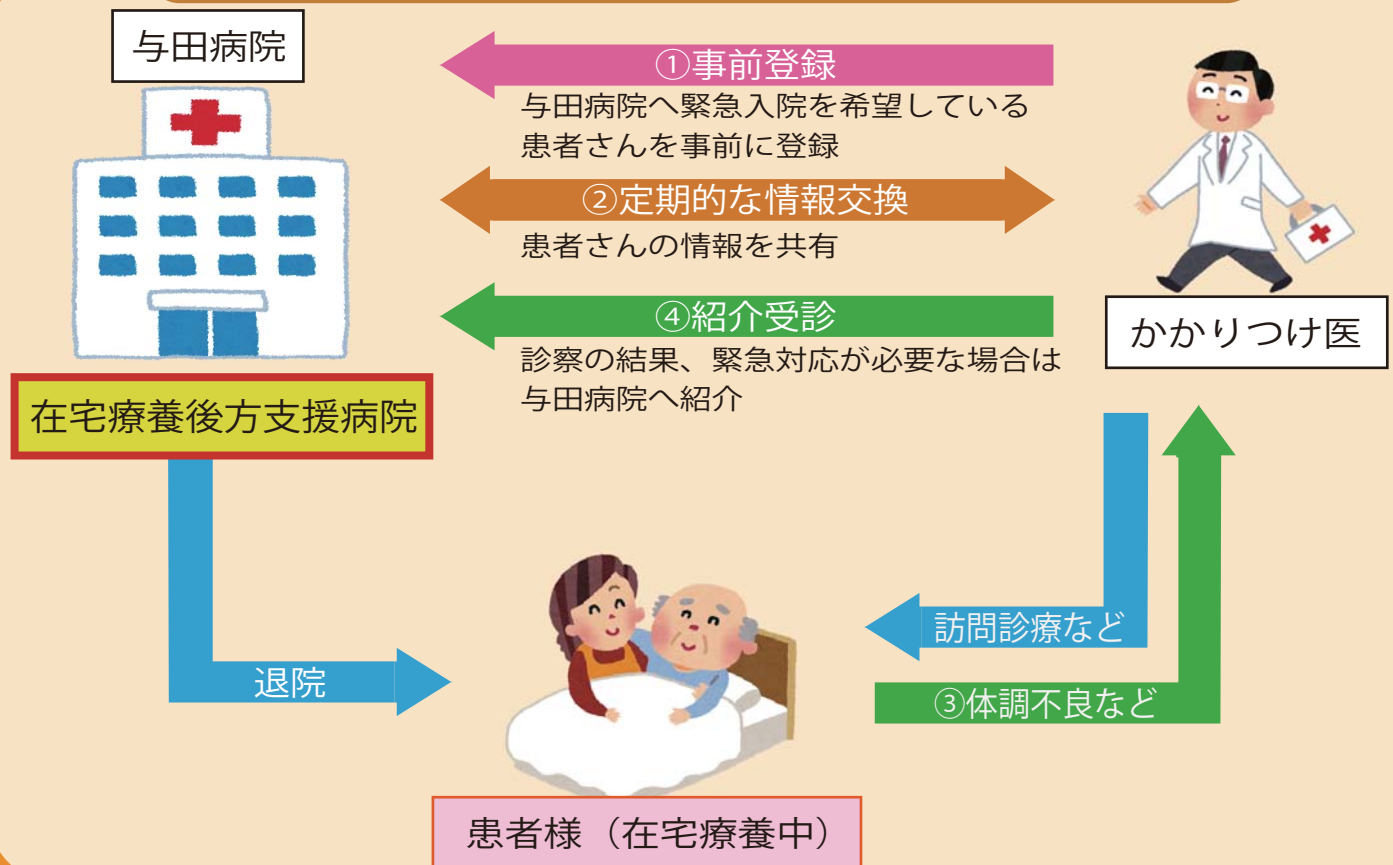 与田病院
①事前登録
与田病院へ緊急入院を希望している
患者さんを事前に登録
②定期的な情報交換
患者さんの情報を共有
④紹介受診
診察の結果、緊急対応が必要な場合は
与田病院へ紹介
かかりつけ医
在宅療養後方支援病院
訪問診療など
退院
③体調不良など
患者様（在宅療養中）